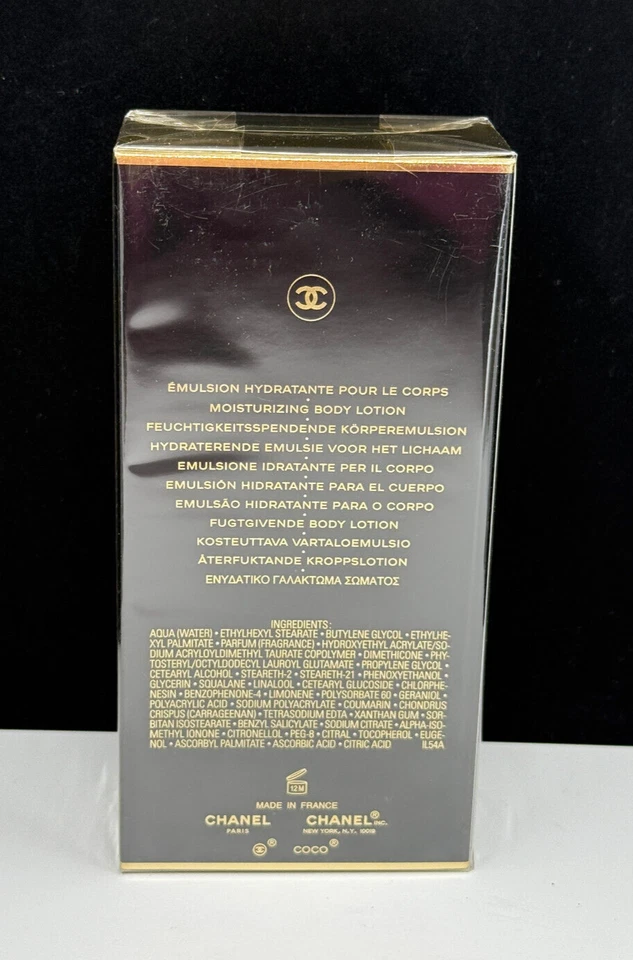 ÉMULSION HYDRATANTE POUR LE CORPS
MOISTURIZING BODY LOTION
FEUCHTIGKEITSSPENDENDE KÖRPEREMULSION
HYDRATERENDE EMULSIE VOOR HET LICHAAM
EMULSIONE IDRATANTE PER IL CORPO
EMULSIÓN HIDRATANTE PARA EL CUERPO
EMULSÃO HIDRATANTE PARA O CORPO
FUGTGIVENDE BODY LOTION
KOSTEUTTAVA VARTALOEMULSIO
ÅTERFUKTANDE KROPPSLOTION
ΕΝΥΔΑΤΙΚΟ ΓΑΛΑΚΤΩΜΑ ΣΩΜΑΤΟΣ
INGREDIENTS:
AQUA (WATER) • ETHYLHEXYL STEARATE • BUTYLENE GLYCOL • ETHYLHE-
XYL PALMITATE • PARFUM (FRAGRANCE) • HYDROXYETHYL ACRYLATE/SO-
DIUM ACRYLOYLDIMETHYL TAURATE COPOLYMER • DIMETHICONE • PHY-
TOSTERYL/OCTYLDODECYL LAUROYL GLUTAMATE • PROPYLENE GLYCOL •
CETEARYL ALCOHOL • STEARETH-2 • STEARETH-21 • PHENOXYETHANOL •
GLYCERIN • SQUALANE • LINALOOL • CETEARYL GLUCOSIDE • CHLORPHE-
NESIN • BENZOPHENONE-4 • LIMONENE • POLYSORBATE 60 • GERANIOL •
POLYACRYLIC ACID • SODIUM POLYACRYLATE • COUMARIN • CHONDRUS
CRISPUS (CARRAGEENAN) • TETRASODIUM EDTA • XANTHAN GUM • SOR-
BITAN ISOSTEARATE • BENZYL SALICYLATE • SODIUM CITRATE • ALPHA-ISO-
METHYL IONONE • CITRONELLOL • PEG-8 • CITRAL • TOCOPHEROL • EUGE-
NOL • ASCORBYL PALMITATE • ASCORBIC ACID • CITRIC ACID IL54A
12 M
MADE IN FRANCE
CHANEL CHANEL® INC.
PARIS NEW YORK, N.Y. 10019
® COCO®